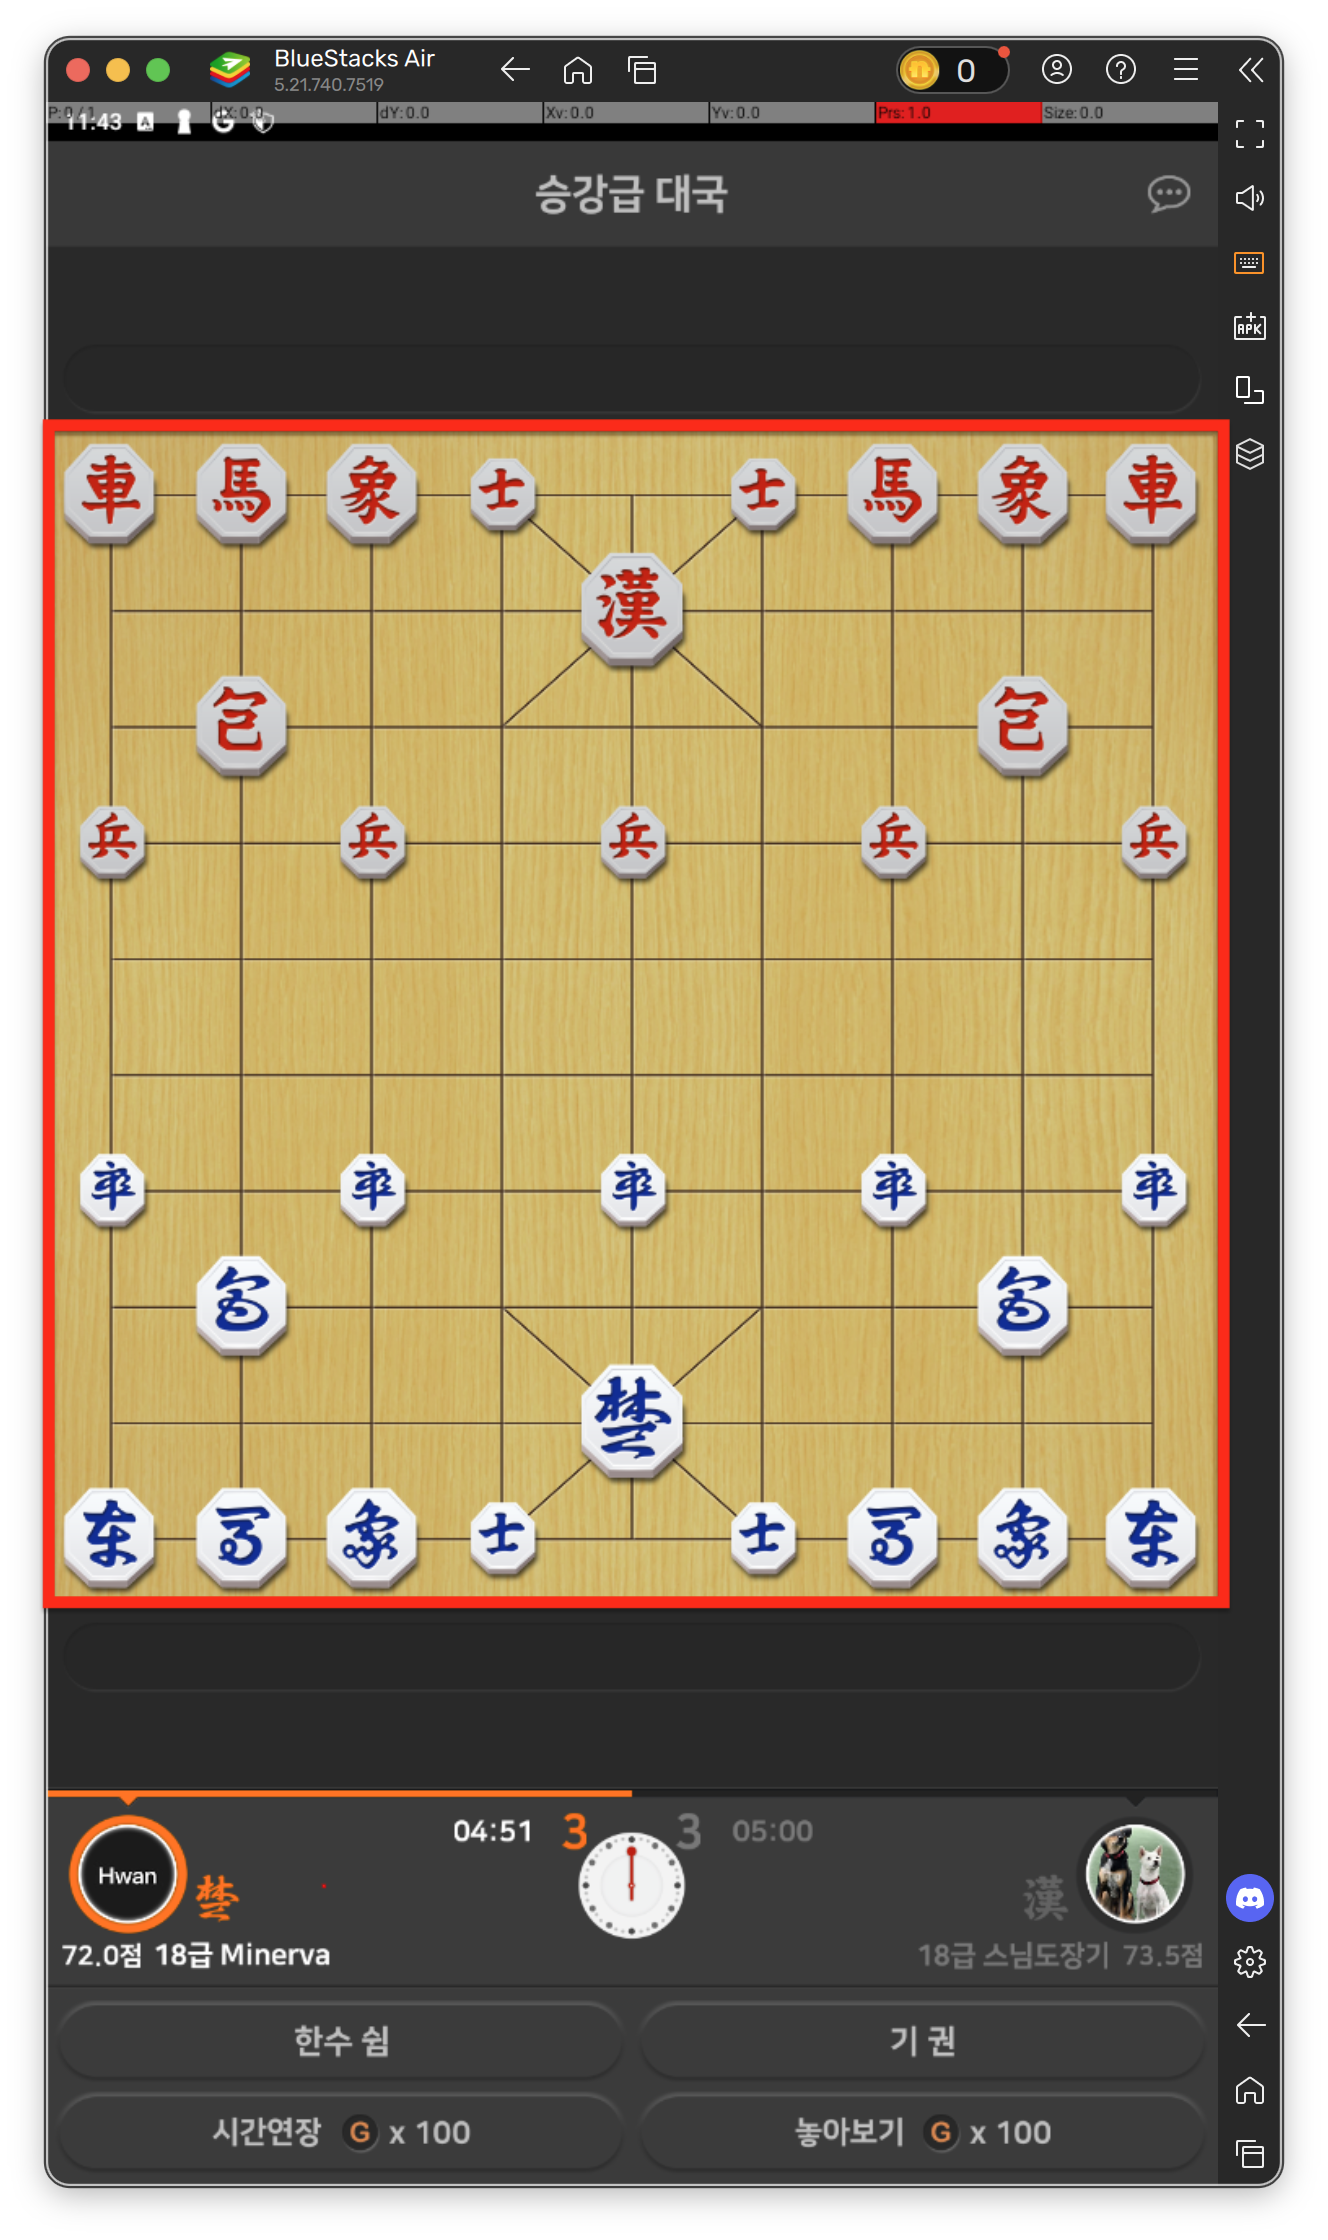 BlueStacks Air
5.21.740.7519
0
P: 0 / 1 dX: 0.0 dY: 0.0 Xv: 0.0 Yv: 0.0 Prs: 1.0 Size: 0.0
11:43 A G
승강급 대국
APK
車 馬 象 士 士 馬 象 車
漢
包 包
兵 兵 兵 兵 兵
卒 卒 卒 卒 卒
包 包
楚
车 馬 象 士 士 馬 象 车
04:51 3 3 05:00
Hwan 楚 漢
72.0점 18급 Minerva 18급 스님도장기 73.5점
한수 쉼 기 권
시간연장 G x 100 놓아보기 G x 100